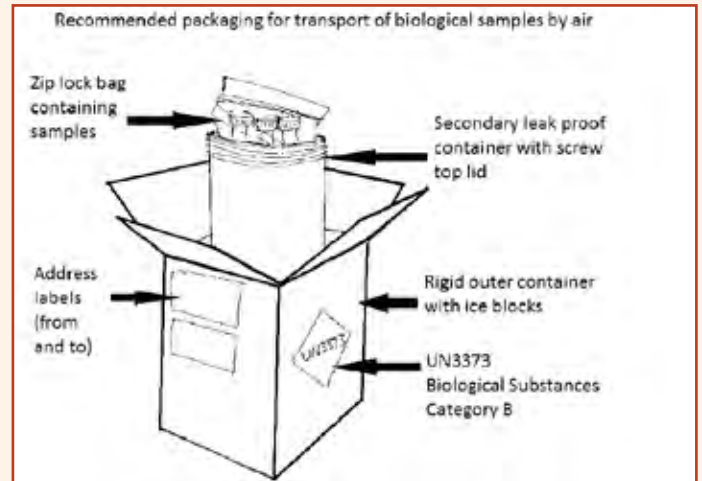 Recommended packaging for transport of biological samples by air
Zip lock bag
containing
samples
Secondary leak proof
container with screw
top lid
Address
labels
(from
and to)
Rigid outer container
with ice blocks
UN3373
UN3373
Biological Substances
Category B